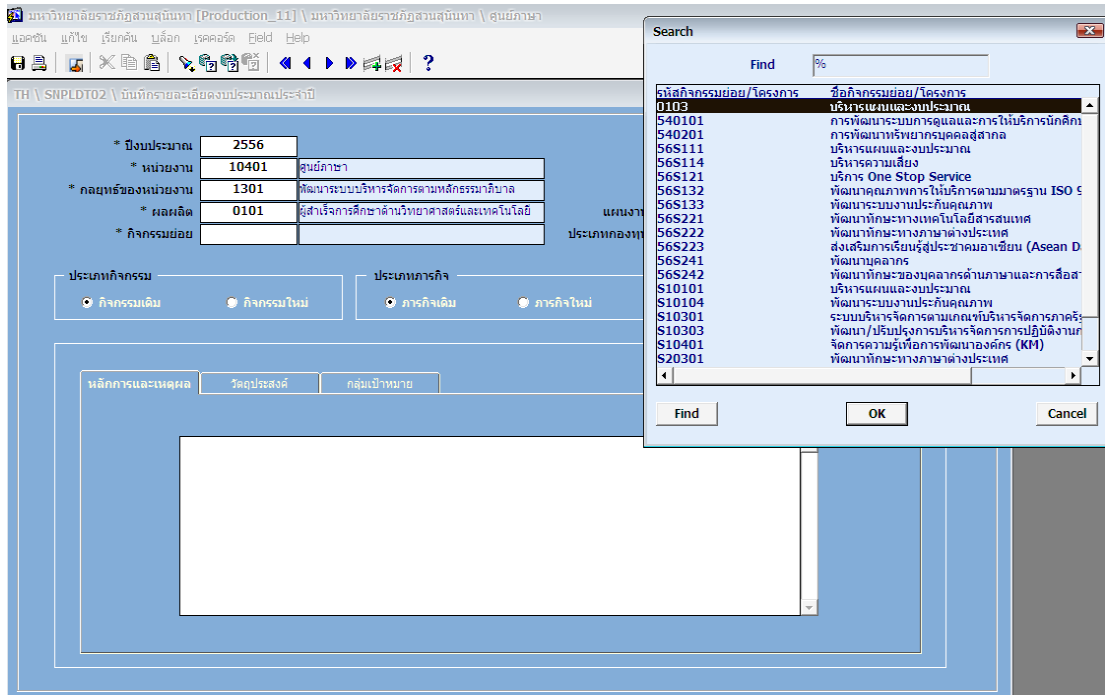 มหาวิทยาลัยราชภัฏสวนสุนันทา [Production_11] \ มหาวิทยาลัยราชภัฏสวนสุนันทา \ ศูนย์ภาษา
แอคชัน แก้ไข เรียกค้น บล็อก เรคคอร์ด Field Help
TH \ SNPLDT02 \ บันทึกรายละเอียดงบประมาณประจำปี
* ปีงบประมาณ 2556
* หน่วยงาน 10401 ศูนย์ภาษา
* กลยุทธ์ของหน่วยงาน 1301 พัฒนาระบบบริหารจัดการตามหลักธรรมาภิบาล
* ผลผลิต 0101 ผู้สำเร็จการศึกษาด้านวิทยาศาสตร์และเทคโนโลยี แผนงาน
* กิจกรรมย่อย ประเภทกองทุ
ประเภทกิจกรรม ประเภทภารกิจ
กิจกรรมเดิม กิจกรรมใหม่ ภารกิจเดิม ภารกิจใหม่
หลักการและเหตุผล วัตถุประสงค์ กลุ่มเป้าหมาย
Search
Find %
รหัสกิจกรรมย่อย/โครงการ ชื่อกิจกรรมย่อย/โครงการ
0103 บริหารแผนและงบประมาณ
540101 การพัฒนาระบบการดูแลและการให้บริการนักศึกษ
540201 การพัฒนาทรัพยากรบุคคลสู่สากล
56S111 บริหารแผนและงบประมาณ
56S114 บริหารความเสี่ยง
56S121 บริการ One Stop Service
56S132 พัฒนาคุณภาพการให้บริการตามมาตรฐาน ISO 9
56S133 พัฒนาระบบงานประกันคุณภาพ
56S221 พัฒนาทักษะทางเทคโนโลยีสารสนเทศ
56S222 พัฒนาทักษะทางภาษาต่างประเทศ
56S223 ส่งเสริมการเรียนรู้สู่ประชาคมอาเซียน (Asean D
56S241 พัฒนาบุคลากร
56S242 พัฒนาทักษะของบุคลากรด้านภาษาและการสื่อสา
S10101 บริหารแผนและงบประมาณ
S10104 พัฒนาระบบงานประกันคุณภาพ
S10301 ระบบบริหารจัดการตามเกณฑ์บริหารจัดการภาครัฐ
S10303 พัฒนา/ปรับปรุงการบริหารจัดการการปฏิบัติงานก
S10401 จัดการความรู้เพื่อการพัฒนาองค์กร (KM)
S20301 พัฒนาทักษะทางภาษาต่างประเทศ
Find OK Cancel